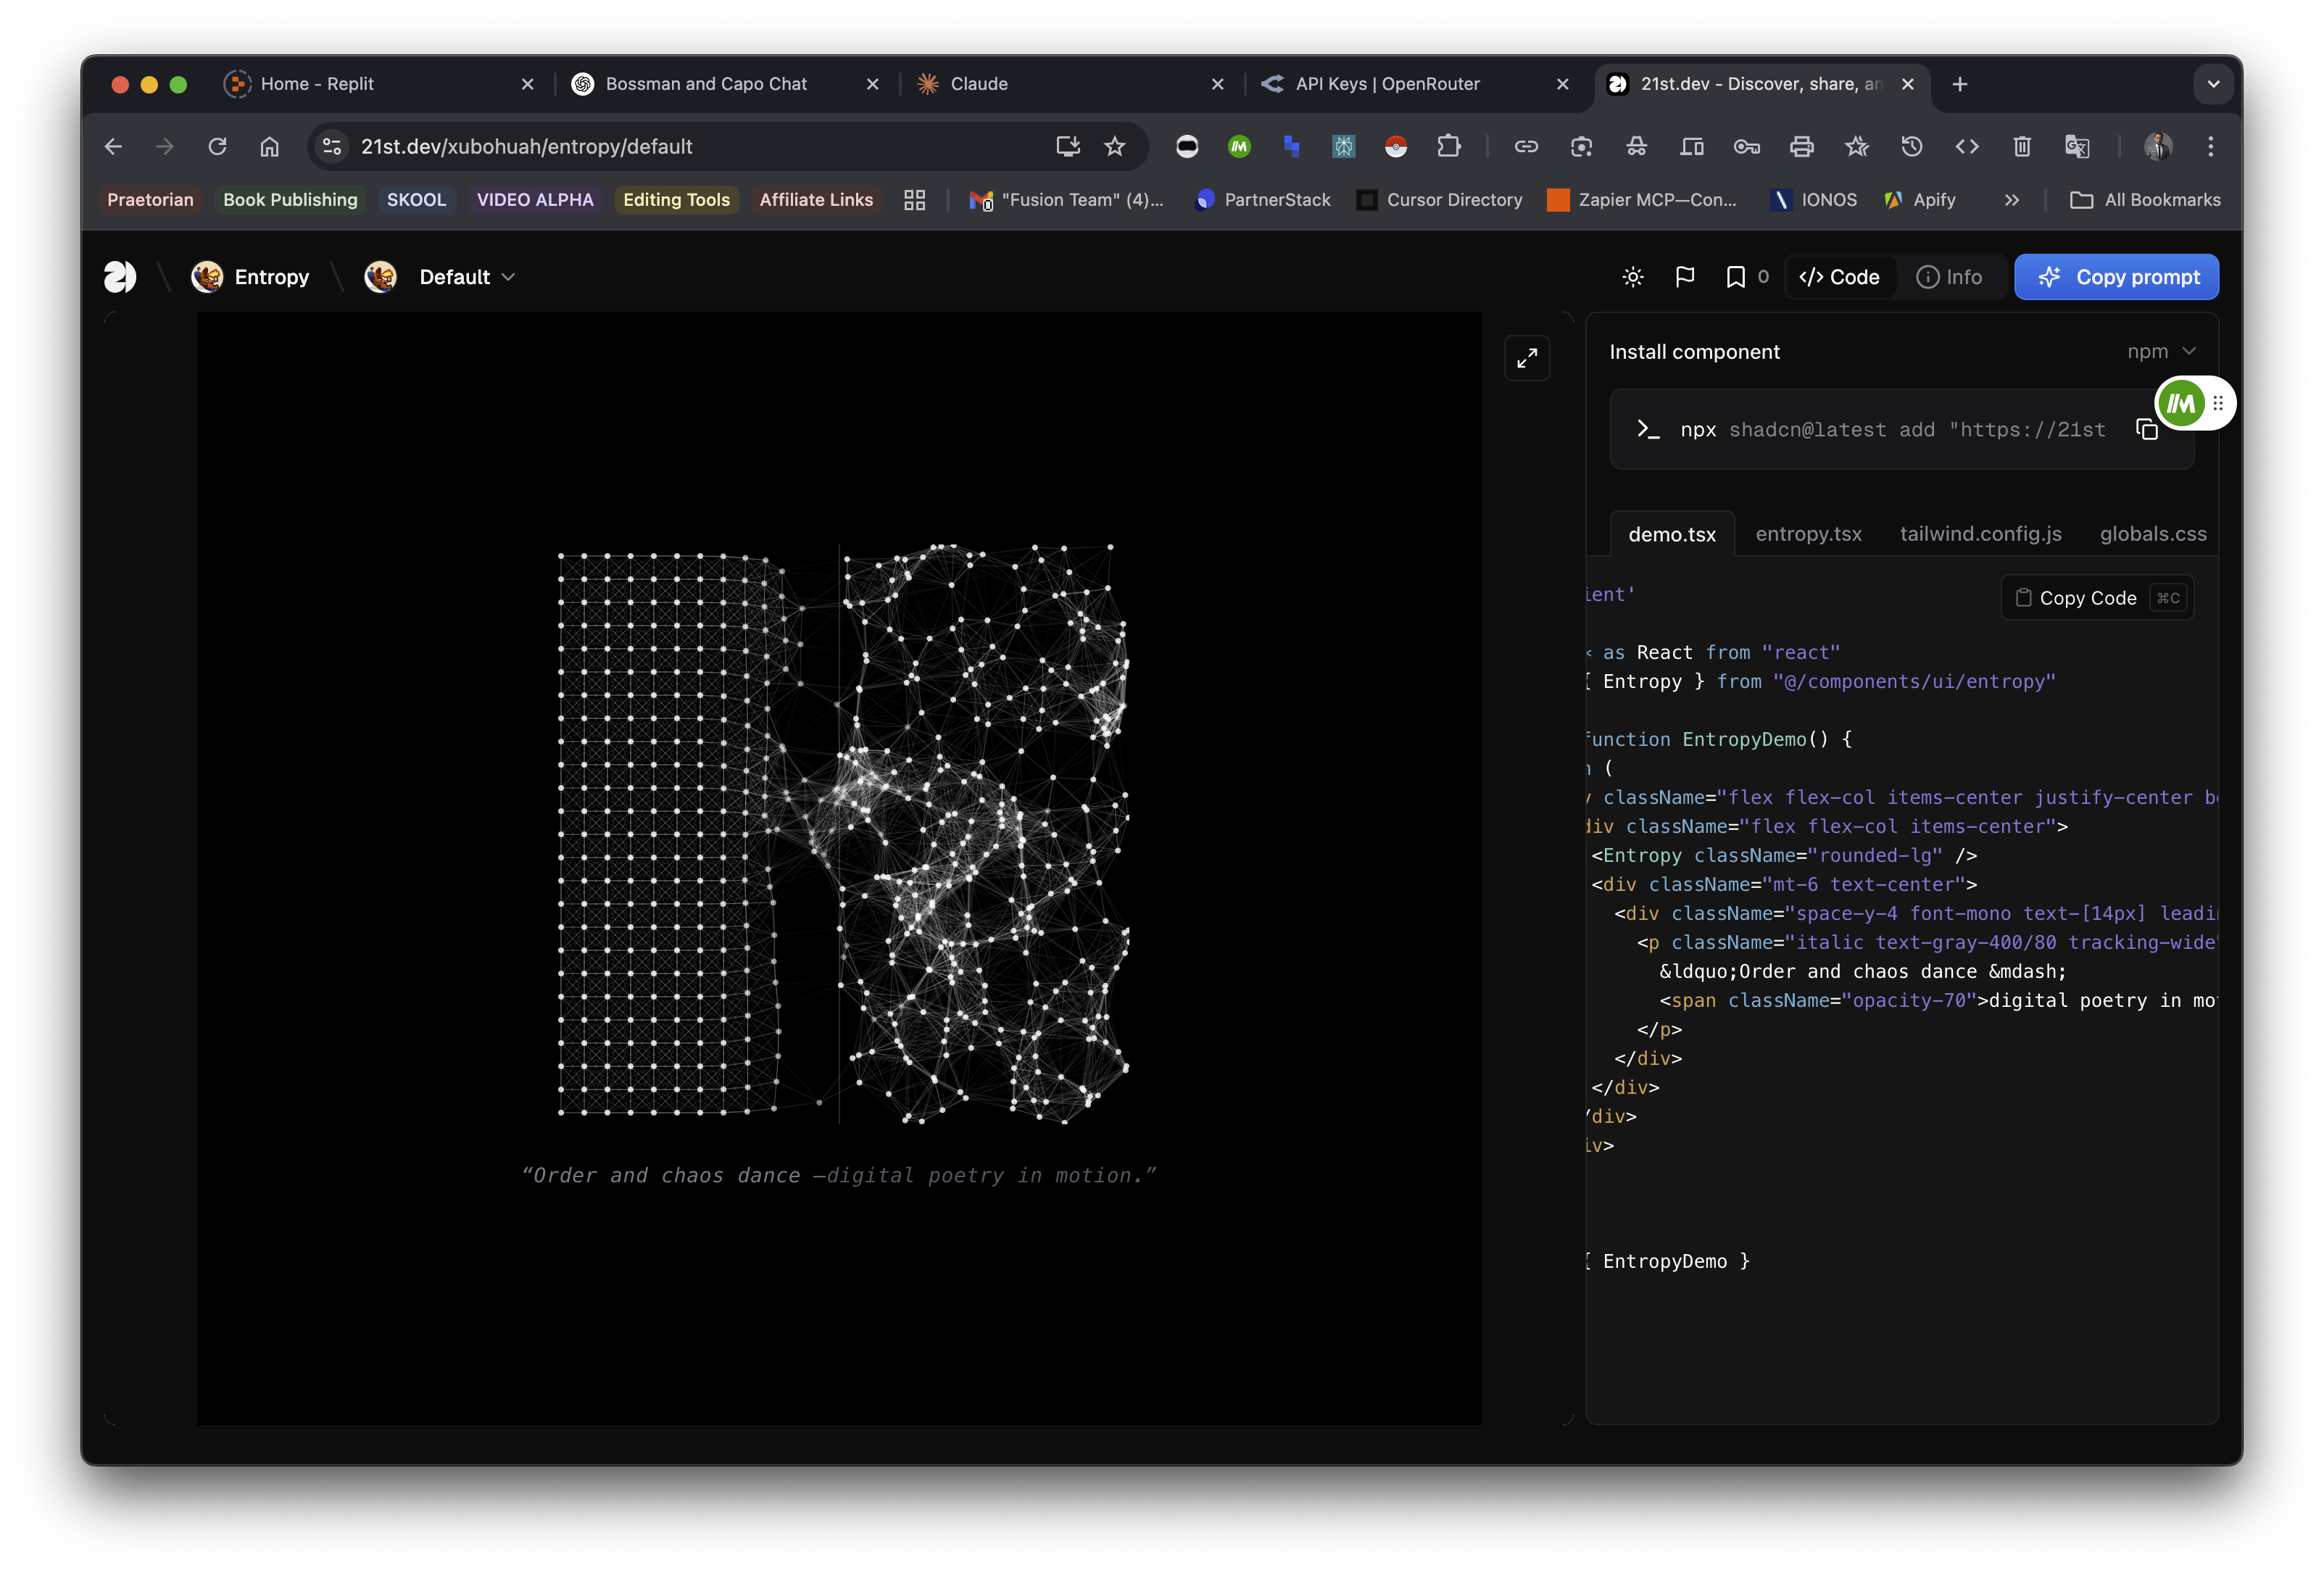 Home - Replit
Bossman and Capo Chat
Claude
API Keys | OpenRouter
21st.dev - Discover, share, an
21st.dev/xubohuah/entropy/default
Praetorian
Book Publishing
SKOOL
VIDEO ALPHA
Editing Tools
Affiliate Links
"Fusion Team" (4)...
PartnerStack
Cursor Directory
Zapier MCP—Con...
IONOS
Apify
All Bookmarks
Entropy
Default
0
</> Code
Info
Copy prompt
Install component
npm
npx shadcn@latest add "https://21st
demo.tsx
entropy.tsx
tailwind.config.js
globals.css
Copy Code
⌘C
ient'
as React from "react"
{ Entropy } from "@/components/ui/entropy"
function EntropyDemo() {
(
className="flex flex-col items-center justify-center
div className="flex flex-col items-center">
<Entropy className="rounded-lg" />
<div className="mt-6 text-center">
<div className="space-y-4 font-mono text-[14px] leadi
<p className="italic text-gray-400/80 tracking-wide"
&ldquo;Order and chaos dance &mdash;
<span className="opacity-70">digital poetry in mo
</p>
</div>
</div>
/div>
iv>
{ EntropyDemo }
“Order and chaos dance —digital poetry in motion.”